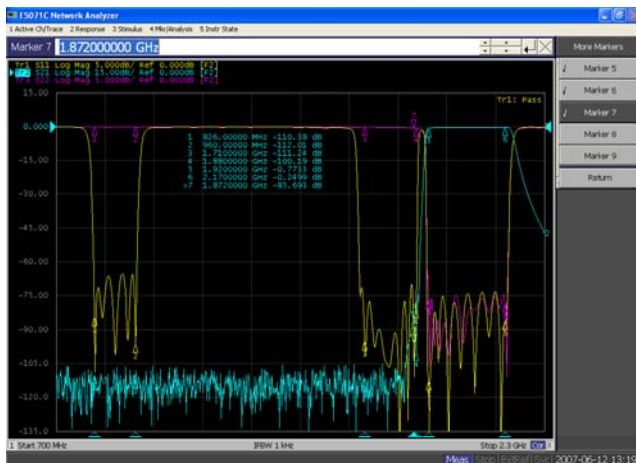 E5071C Network Analyzer
1 Active Ch/Trace 2 Response 3 Stimulus 4 Mkr/Analysis 5 Instr State
Marker 7 1.872000000 GHz
More Markers
Tr1 S11 Log Mag 5.000dB/ Ref 0.000dB [F2]
Tr2 S21 Log Mag 15.00dB/ Ref 0.000dB [F2]
S22 Log Mag 5.000dB/ Ref 0.000dB [F2]
Marker 5
Marker 6
Marker 7
Marker 8
Marker 9
Return
15.00
Tr1: Pass
0.000
1 826.00000 MHz -110.38 dB
2 960.00000 MHz -112.01 dB
3 1.7100000 GHz -111.24 dB
4 1.8800000 GHz -100.19 dB
5 1.9200000 GHz -0.7733 dB
6 2.1700000 GHz -0.2499 dB
>7 1.8720000 GHz -85.693 dB
-15.00
-30.00
-45.00
-60.00
-75.00
-90.00
-105.0
-120.0
-135.0
1 Start 700 MHz IFBW 1 kHz Stop 2.3 GHz Cor
Meas Stop ExtRef Svc 2007-06-12 13:19